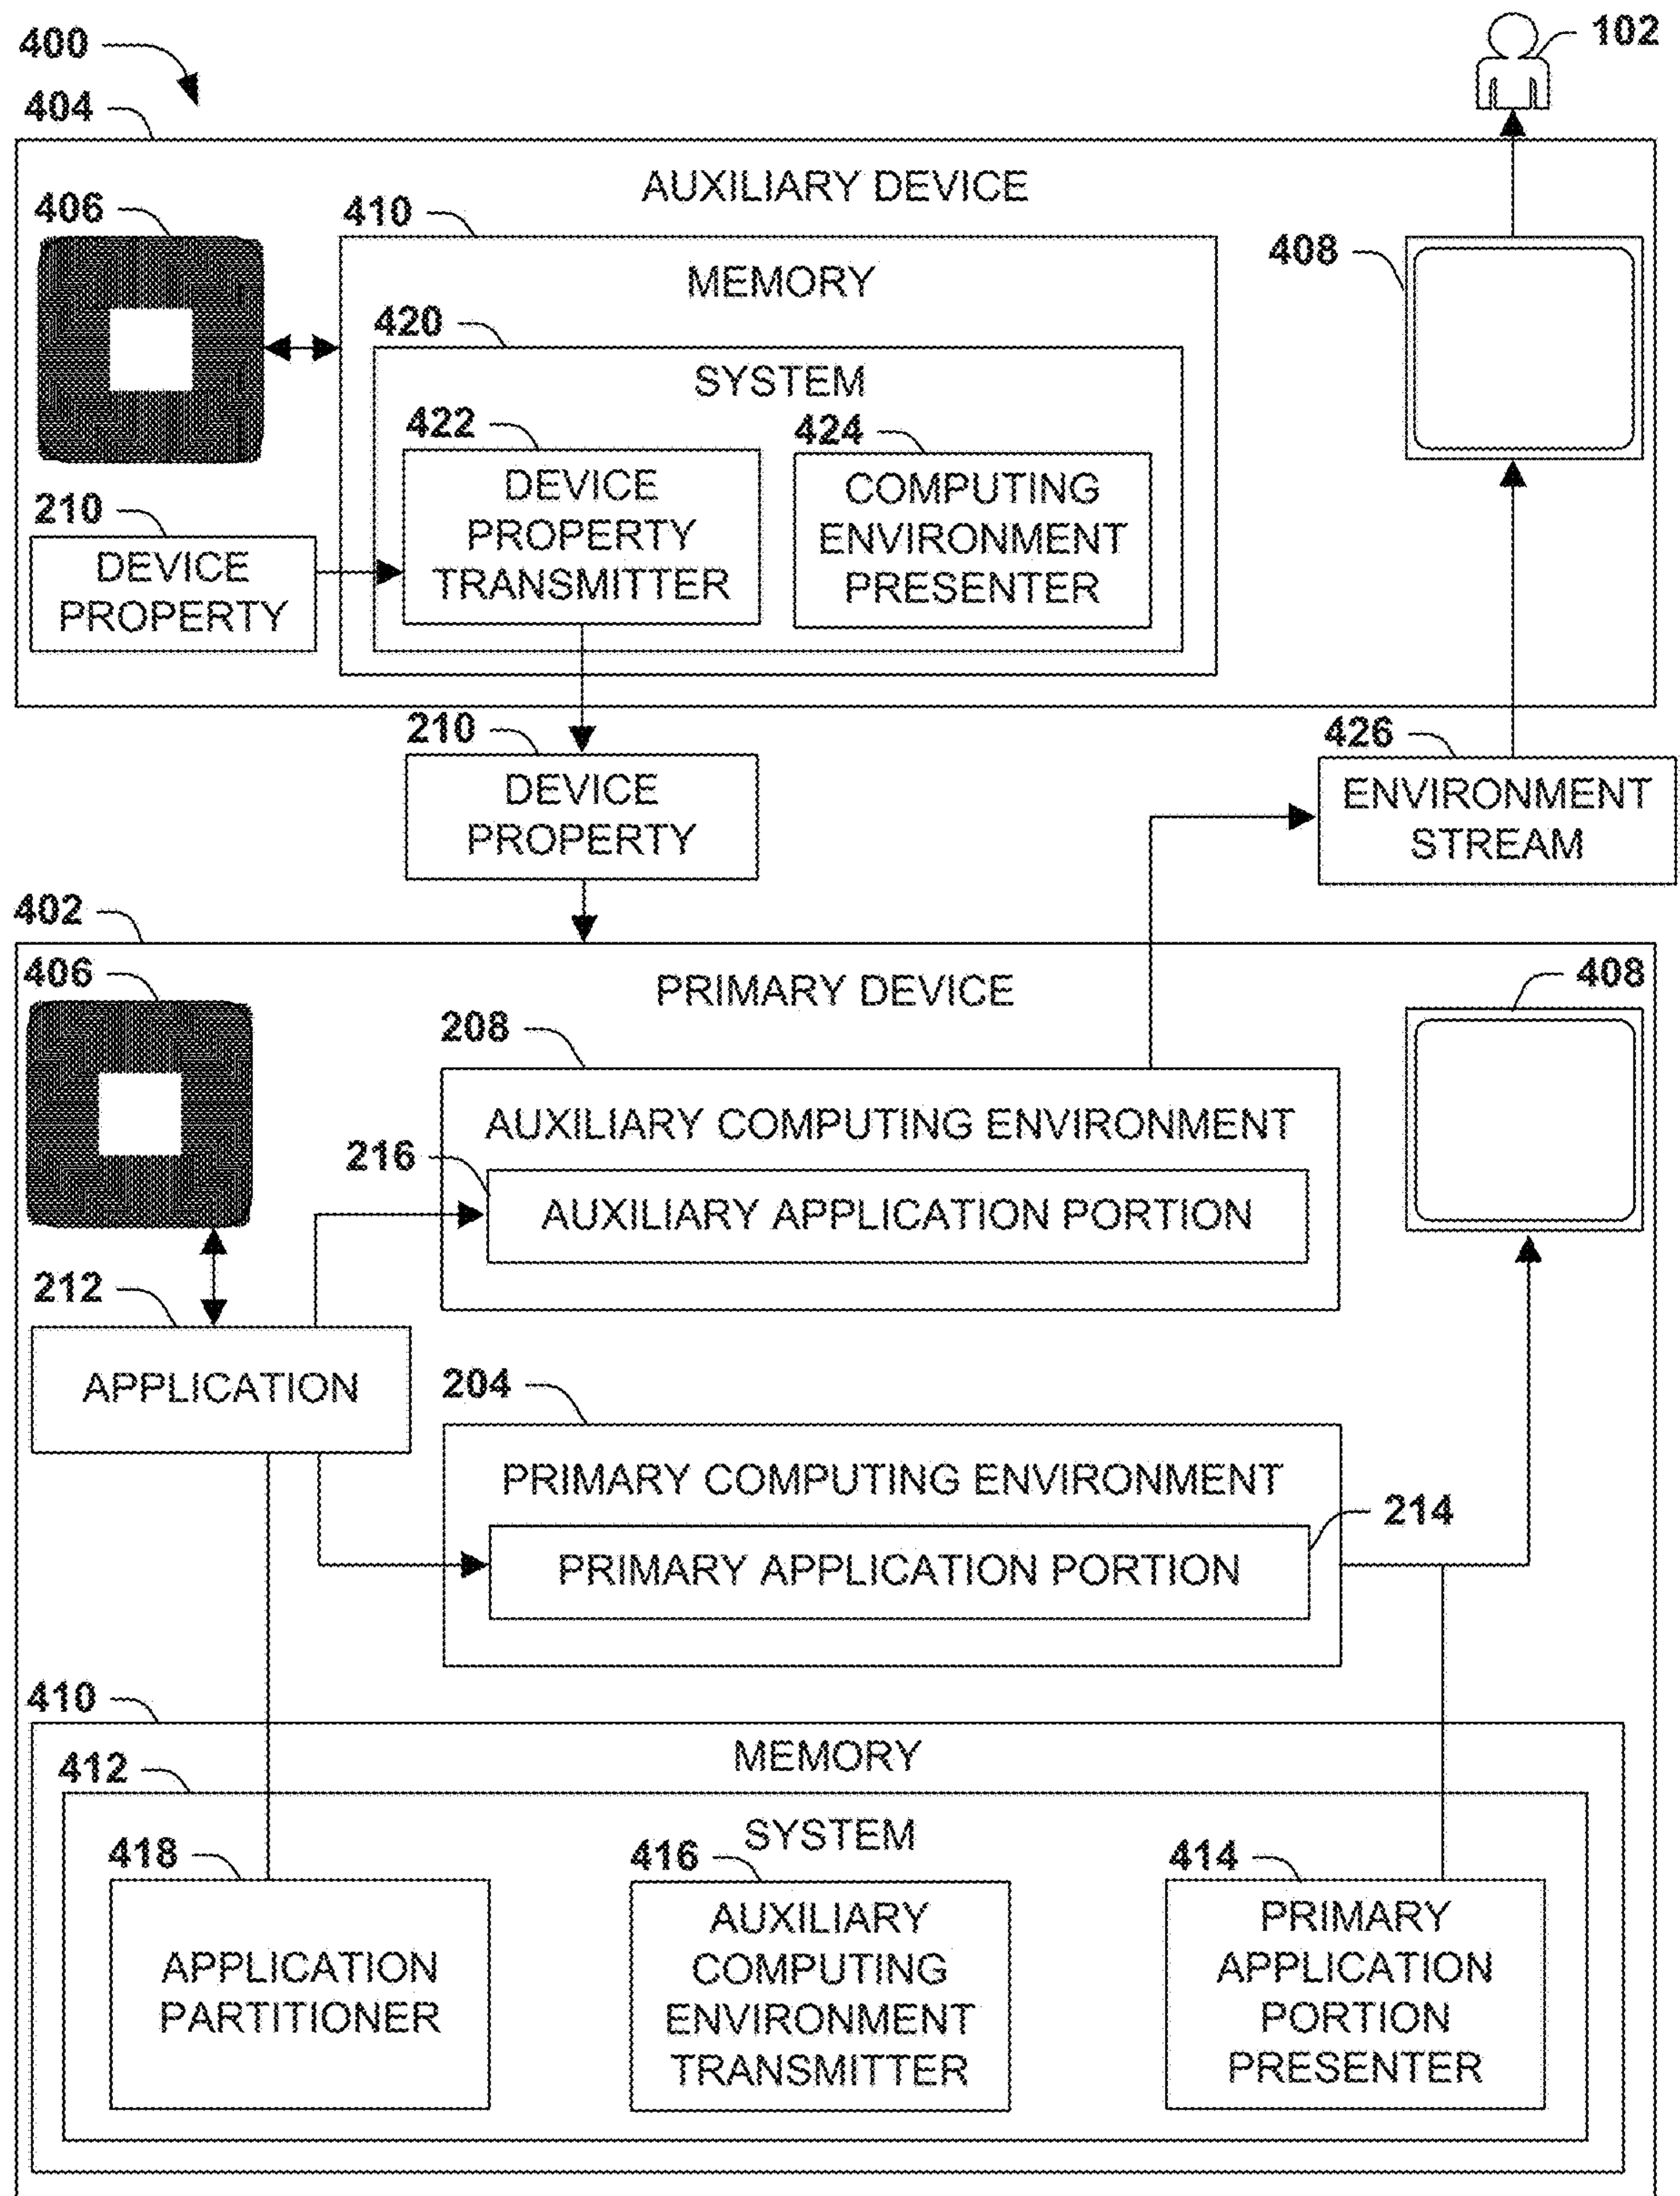 400
102
404
AUXILIARY DEVICE
406
410
408
MEMORY
420
SYSTEM
422
424
DEVICE
PROPERTY
TRANSMITTER
COMPUTING
ENVIRONMENT
PRESENTER
210
DEVICE
PROPERTY
210
DEVICE
PROPERTY
426
ENVIRONMENT
STREAM
402
PRIMARY DEVICE
406
408
208
AUXILIARY COMPUTING ENVIRONMENT
216
AUXILIARY APPLICATION PORTION
212
APPLICATION
204
PRIMARY COMPUTING ENVIRONMENT
214
PRIMARY APPLICATION PORTION
410
MEMORY
412
SYSTEM
418
APPLICATION
PARTITIONER
416
AUXILIARY
COMPUTING
ENVIRONMENT
TRANSMITTER
414
PRIMARY
APPLICATION
PORTION
PRESENTER